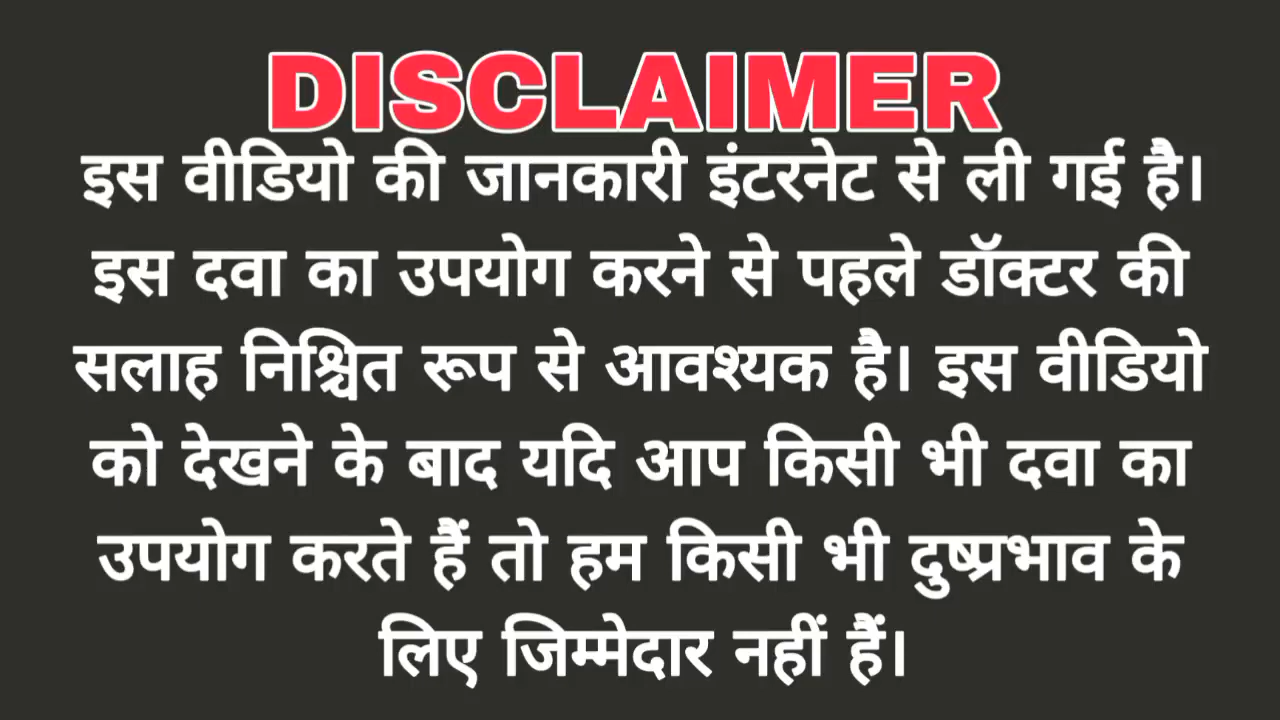 DISCLAIMER
इस वीडियो की जानकारी इंटरनेट से ली गई है।
इस दवा का उपयोग करने से पहले डॉक्टर की
सलाह निश्चित रूप से आवश्यक है। इस वीडियो
को देखने के बाद यदि आप किसी भी दवा का
उपयोग करते हैं तो हम किसी भी दुष्प्रभाव के
लिए जिम्मेदार नहीं हैं।